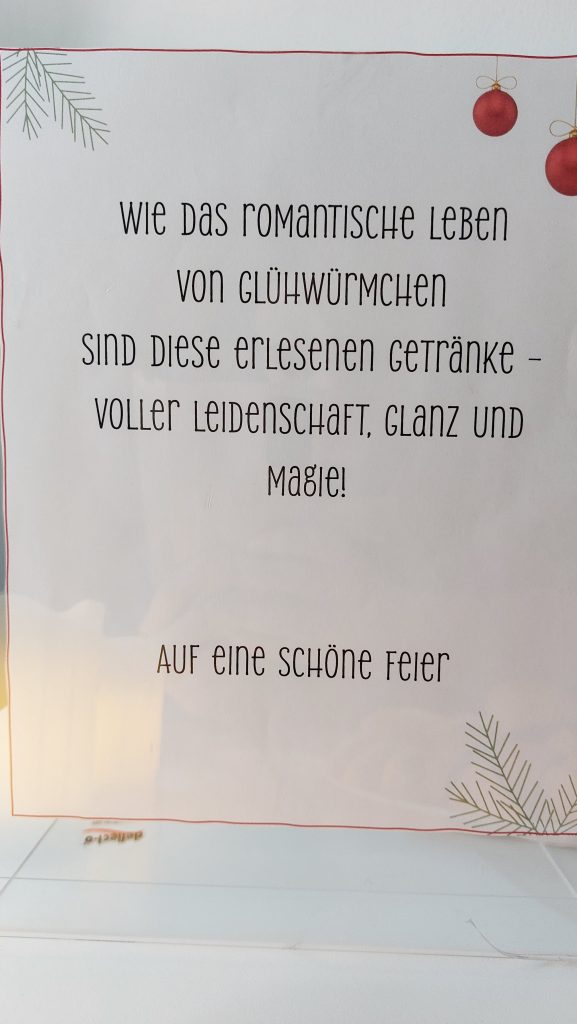 Wie das romantische Leben
von Glühwürmchen
sind diese erlesenen Getränke –
voller Leidenschaft, Glanz und
Magie!
Auf eine schöne Feier
deflect-o